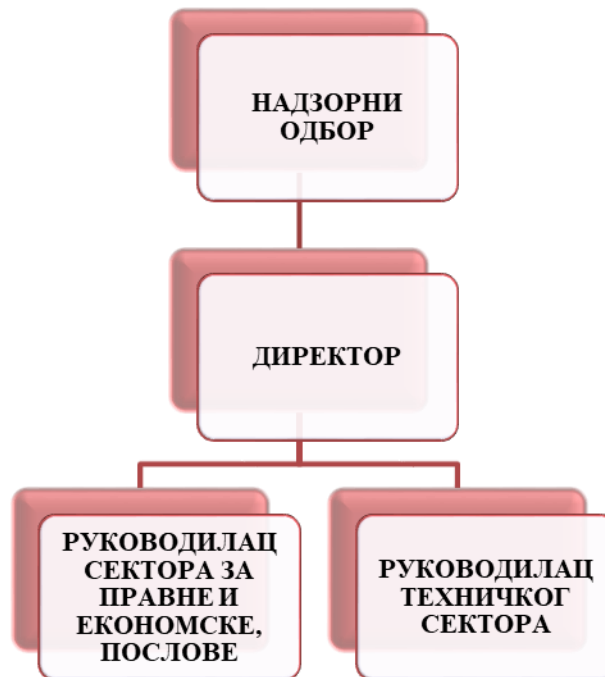 НАДЗОРНИ
ОДБОР
ДИРЕКТОР
РУКОВОДИЛАЦ
СЕКТОРА ЗА
ПРАВНЕ И
ЕКОНОМСКЕ,
ПОСЛОВЕ
РУКОВОДИЛАЦ
ТЕХНИЧКОГ
СЕКТОРА